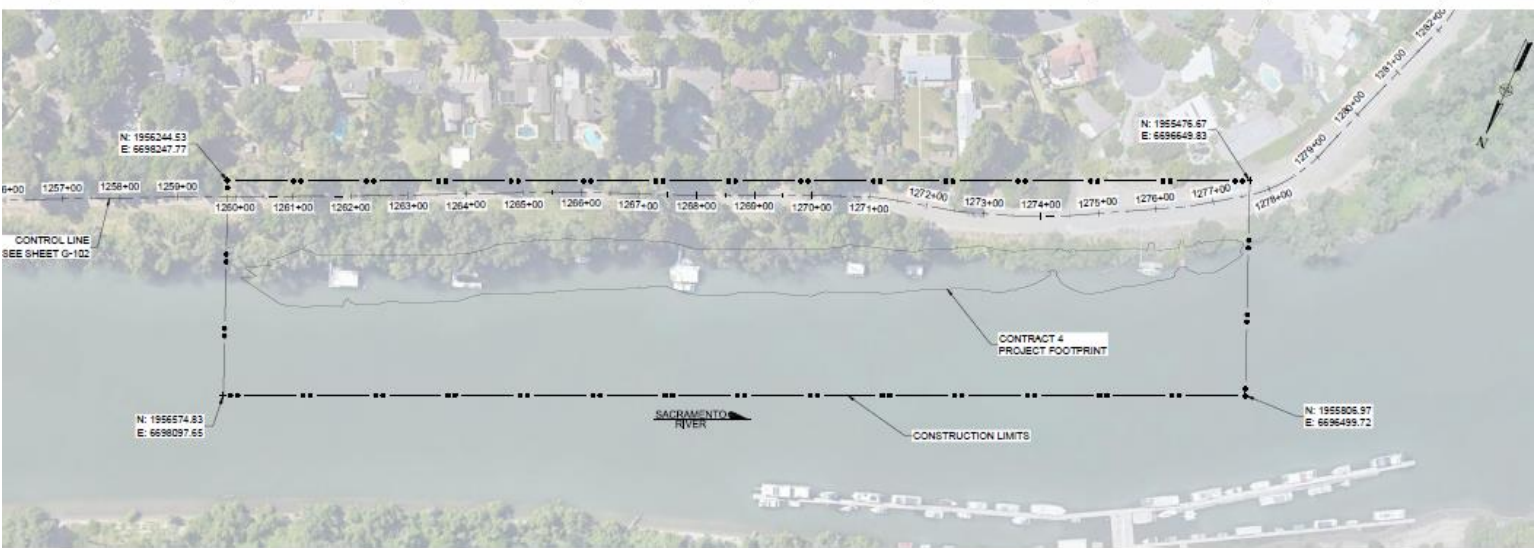 1282+00
1281+00
1280+00
1279+00
N: 1956244.53
E: 6698247.77
N: 1955476.67
E: 6696649.83
6+00 1257+00 1258+00 1259+00 1260+00 1261+00 1262+00 1263+00 1264+00 1265+00 1266+00 1267+00 1268+00 1269+00 1270+00 1271+00 1272+00 1273+00 1274+00 1275+00 1276+00 1277+00 1278+00
N
CONTROL LINE
SEE SHEET G-102
CONTRACT 4
PROJECT FOOTPRINT
N: 1956574.83
E: 6698097.65
SACRAMENTO
RIVER
CONSTRUCTION LIMITS
N: 1955806.97
E: 6696499.72